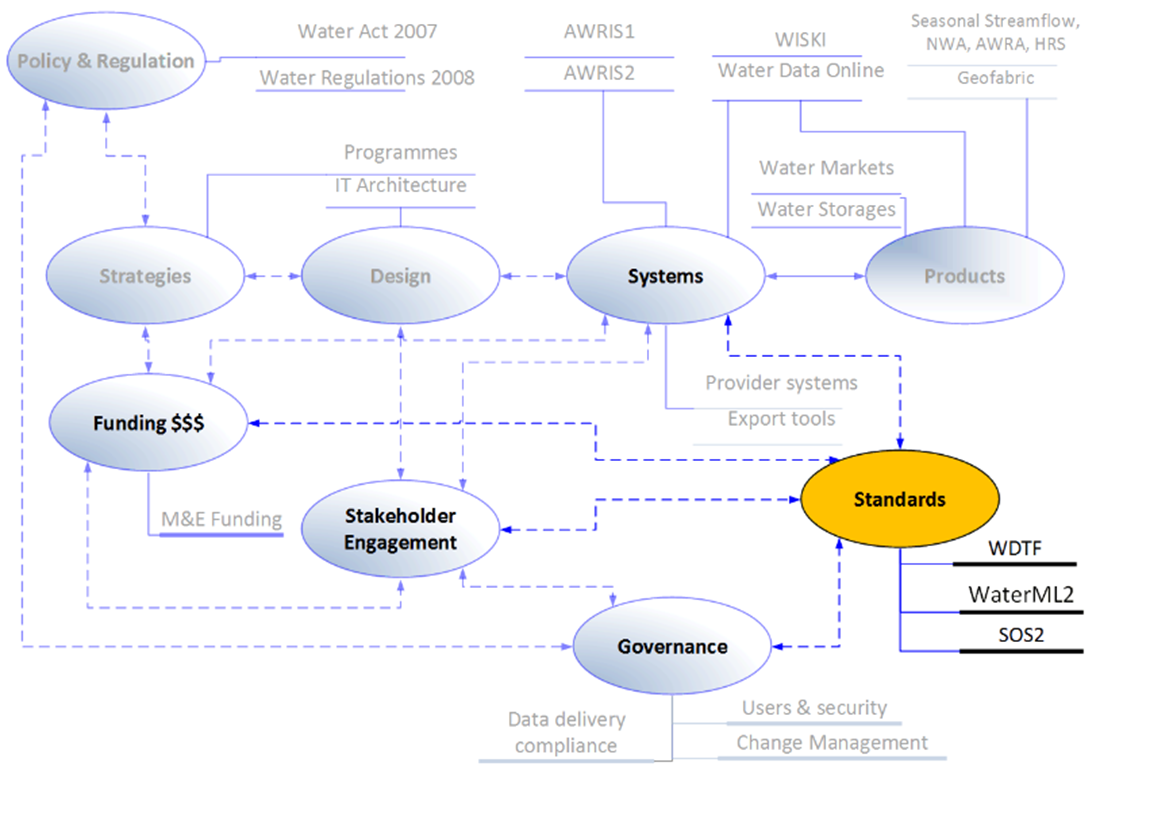 Policy & Regulation
Water Act 2007
Water Regulations 2008
AWRIS1
AWRIS2
WISKI
Water Data Online
Seasonal Streamflow,
NWA, AWRA, HRS
Geofabric
Programmes
IT Architecture
Water Markets
Water Storages
Strategies
Design
Systems
Products
Provider systems
Export tools
Funding $$$
M&E Funding
Stakeholder
Engagement
Standards
WDTF
WaterML2
SOS2
Governance
Data delivery
compliance
Users & security
Change Management